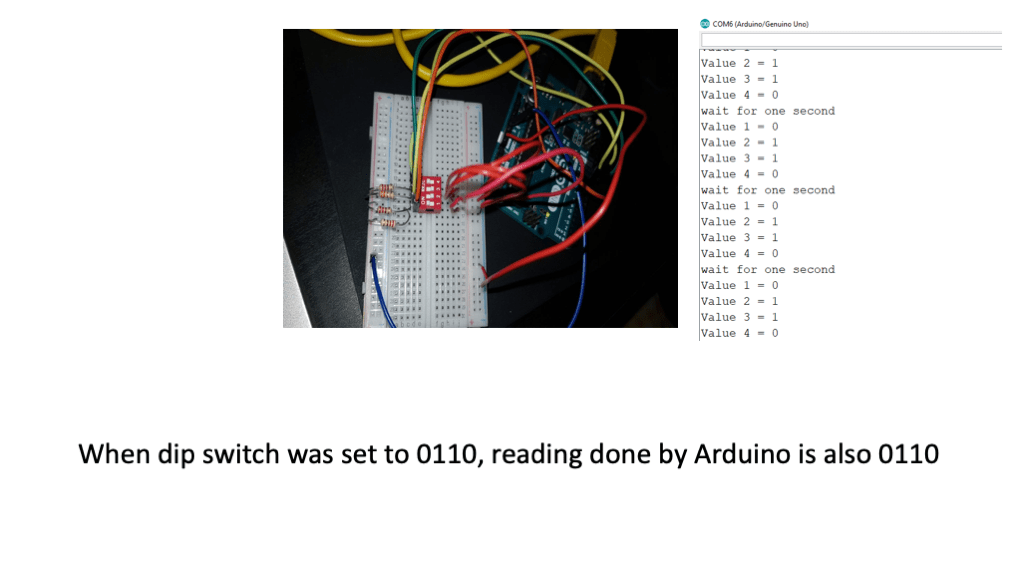 COM6 (Arduino/Genuino Uno)
Value 2 = 1
Value 3 = 1
Value 4 = 0
wait for one second
Value 1 = 0
Value 2 = 1
Value 3 = 1
Value 4 = 0
wait for one second
Value 1 = 0
Value 2 = 1
Value 3 = 1
Value 4 = 0
wait for one second
Value 1 = 0
Value 2 = 1
Value 3 = 1
Value 4 = 0
When dip switch was set to 0110, reading done by Arduino is also 0110